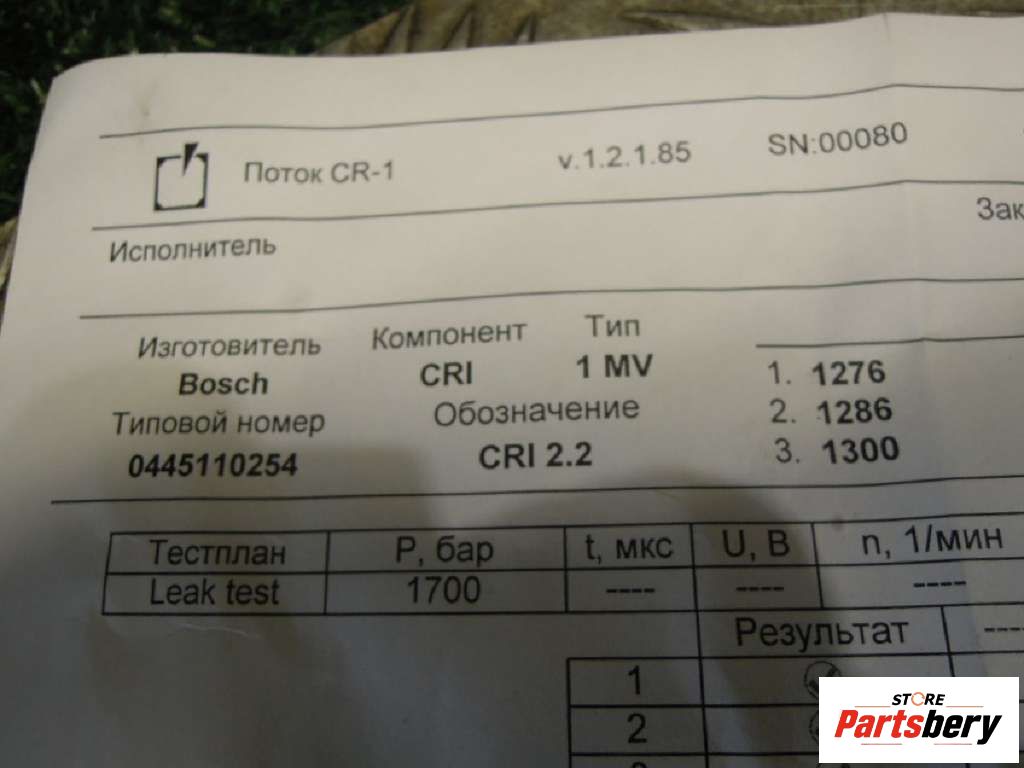 Поток CR-1 v.1.2.1.85 SN:00080
Исполнитель
Изготовитель Компонент Тип
Bosch CRI 1 MV 1. 1276
Типовой номер Обозначение 2. 1286
0445110254 CRI 2.2 3. 1300
Тестплан P, бар t, мкс U, В n, 1/мин
Leak test 1700 ---- ---- ----
Результат ----
1
2
STORE
Partsbery